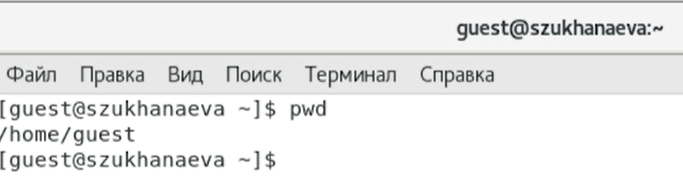 guest@szukhanaeva:~
Файл Правка Вид Поиск Терминал Справка
[guest@szukhanaeva ~]$ pwd
/home/guest
[guest@szukhanaeva ~]$